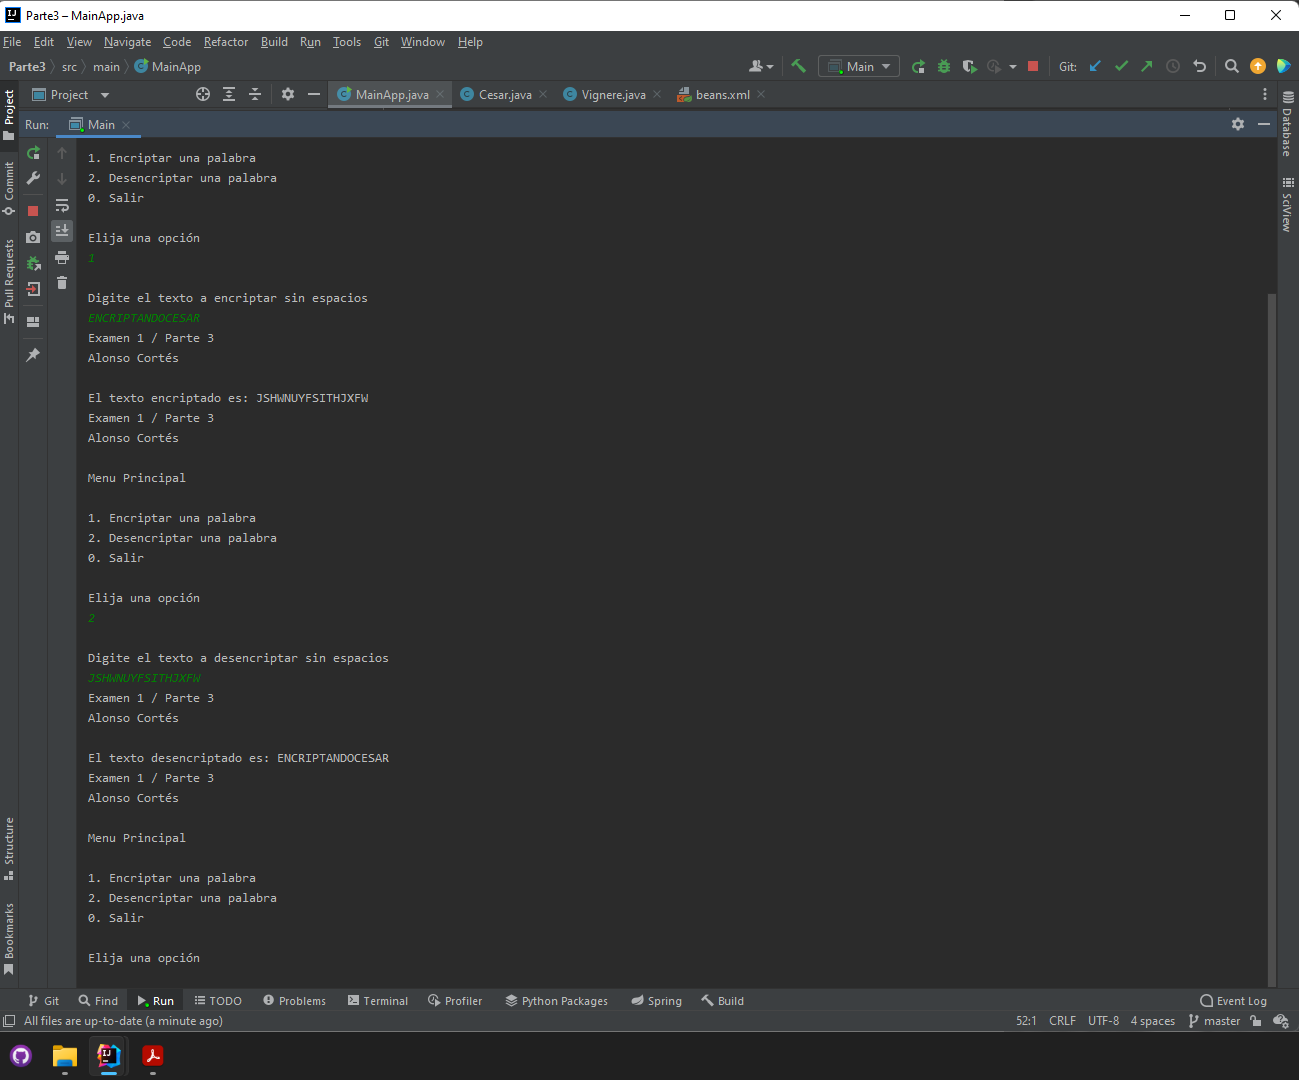 Parte3 – MainApp.java
File Edit View Navigate Code Refactor Build Run Tools Git Window Help
Parte3 src main MainApp Main Git:
Project MainApp.java Cesar.java Vignere.java beans.xml
Run: Main
Project
Commit
Pull Requests
Structure
Bookmarks
Database
SciView
1. Encriptar una palabra
2. Desencriptar una palabra
0. Salir
Elija una opción
1
Digite el texto a encriptar sin espacios
ENCRIPTANDOCESAR
Examen 1 / Parte 3
Alonso Cortés
El texto encriptado es: JSHWNUYFSITHJXFW
Examen 1 / Parte 3
Alonso Cortés
Menu Principal
1. Encriptar una palabra
2. Desencriptar una palabra
0. Salir
Elija una opción
2
Digite el texto a desencriptar sin espacios
JSHWNUYFSITHJXFW
Examen 1 / Parte 3
Alonso Cortés
El texto desencriptado es: ENCRIPTANDOCESAR
Examen 1 / Parte 3
Alonso Cortés
Menu Principal
1. Encriptar una palabra
2. Desencriptar una palabra
0. Salir
Elija una opción
Git Find Run TODO Problems Terminal Profiler Python Packages Spring Build Event Log
All files are up-to-date (a minute ago) 52:1 CRLF UTF-8 4 spaces master